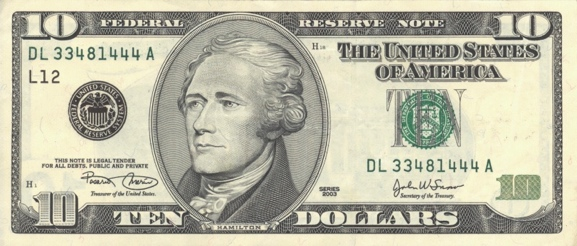 10 FEDERAL RESERVE NOTE 10
DL 33481444 A
L12
THE UNITED STATES
OF AMERICA
TEN
THIS NOTE IS LEGAL TENDER
FOR ALL DEBTS, PUBLIC AND PRIVATE
Treasurer of the United States.
SERIES
2003
DL 33481444 A
Secretary of the Treasury.
10 TEN DOLLARS 10
HAMILTON